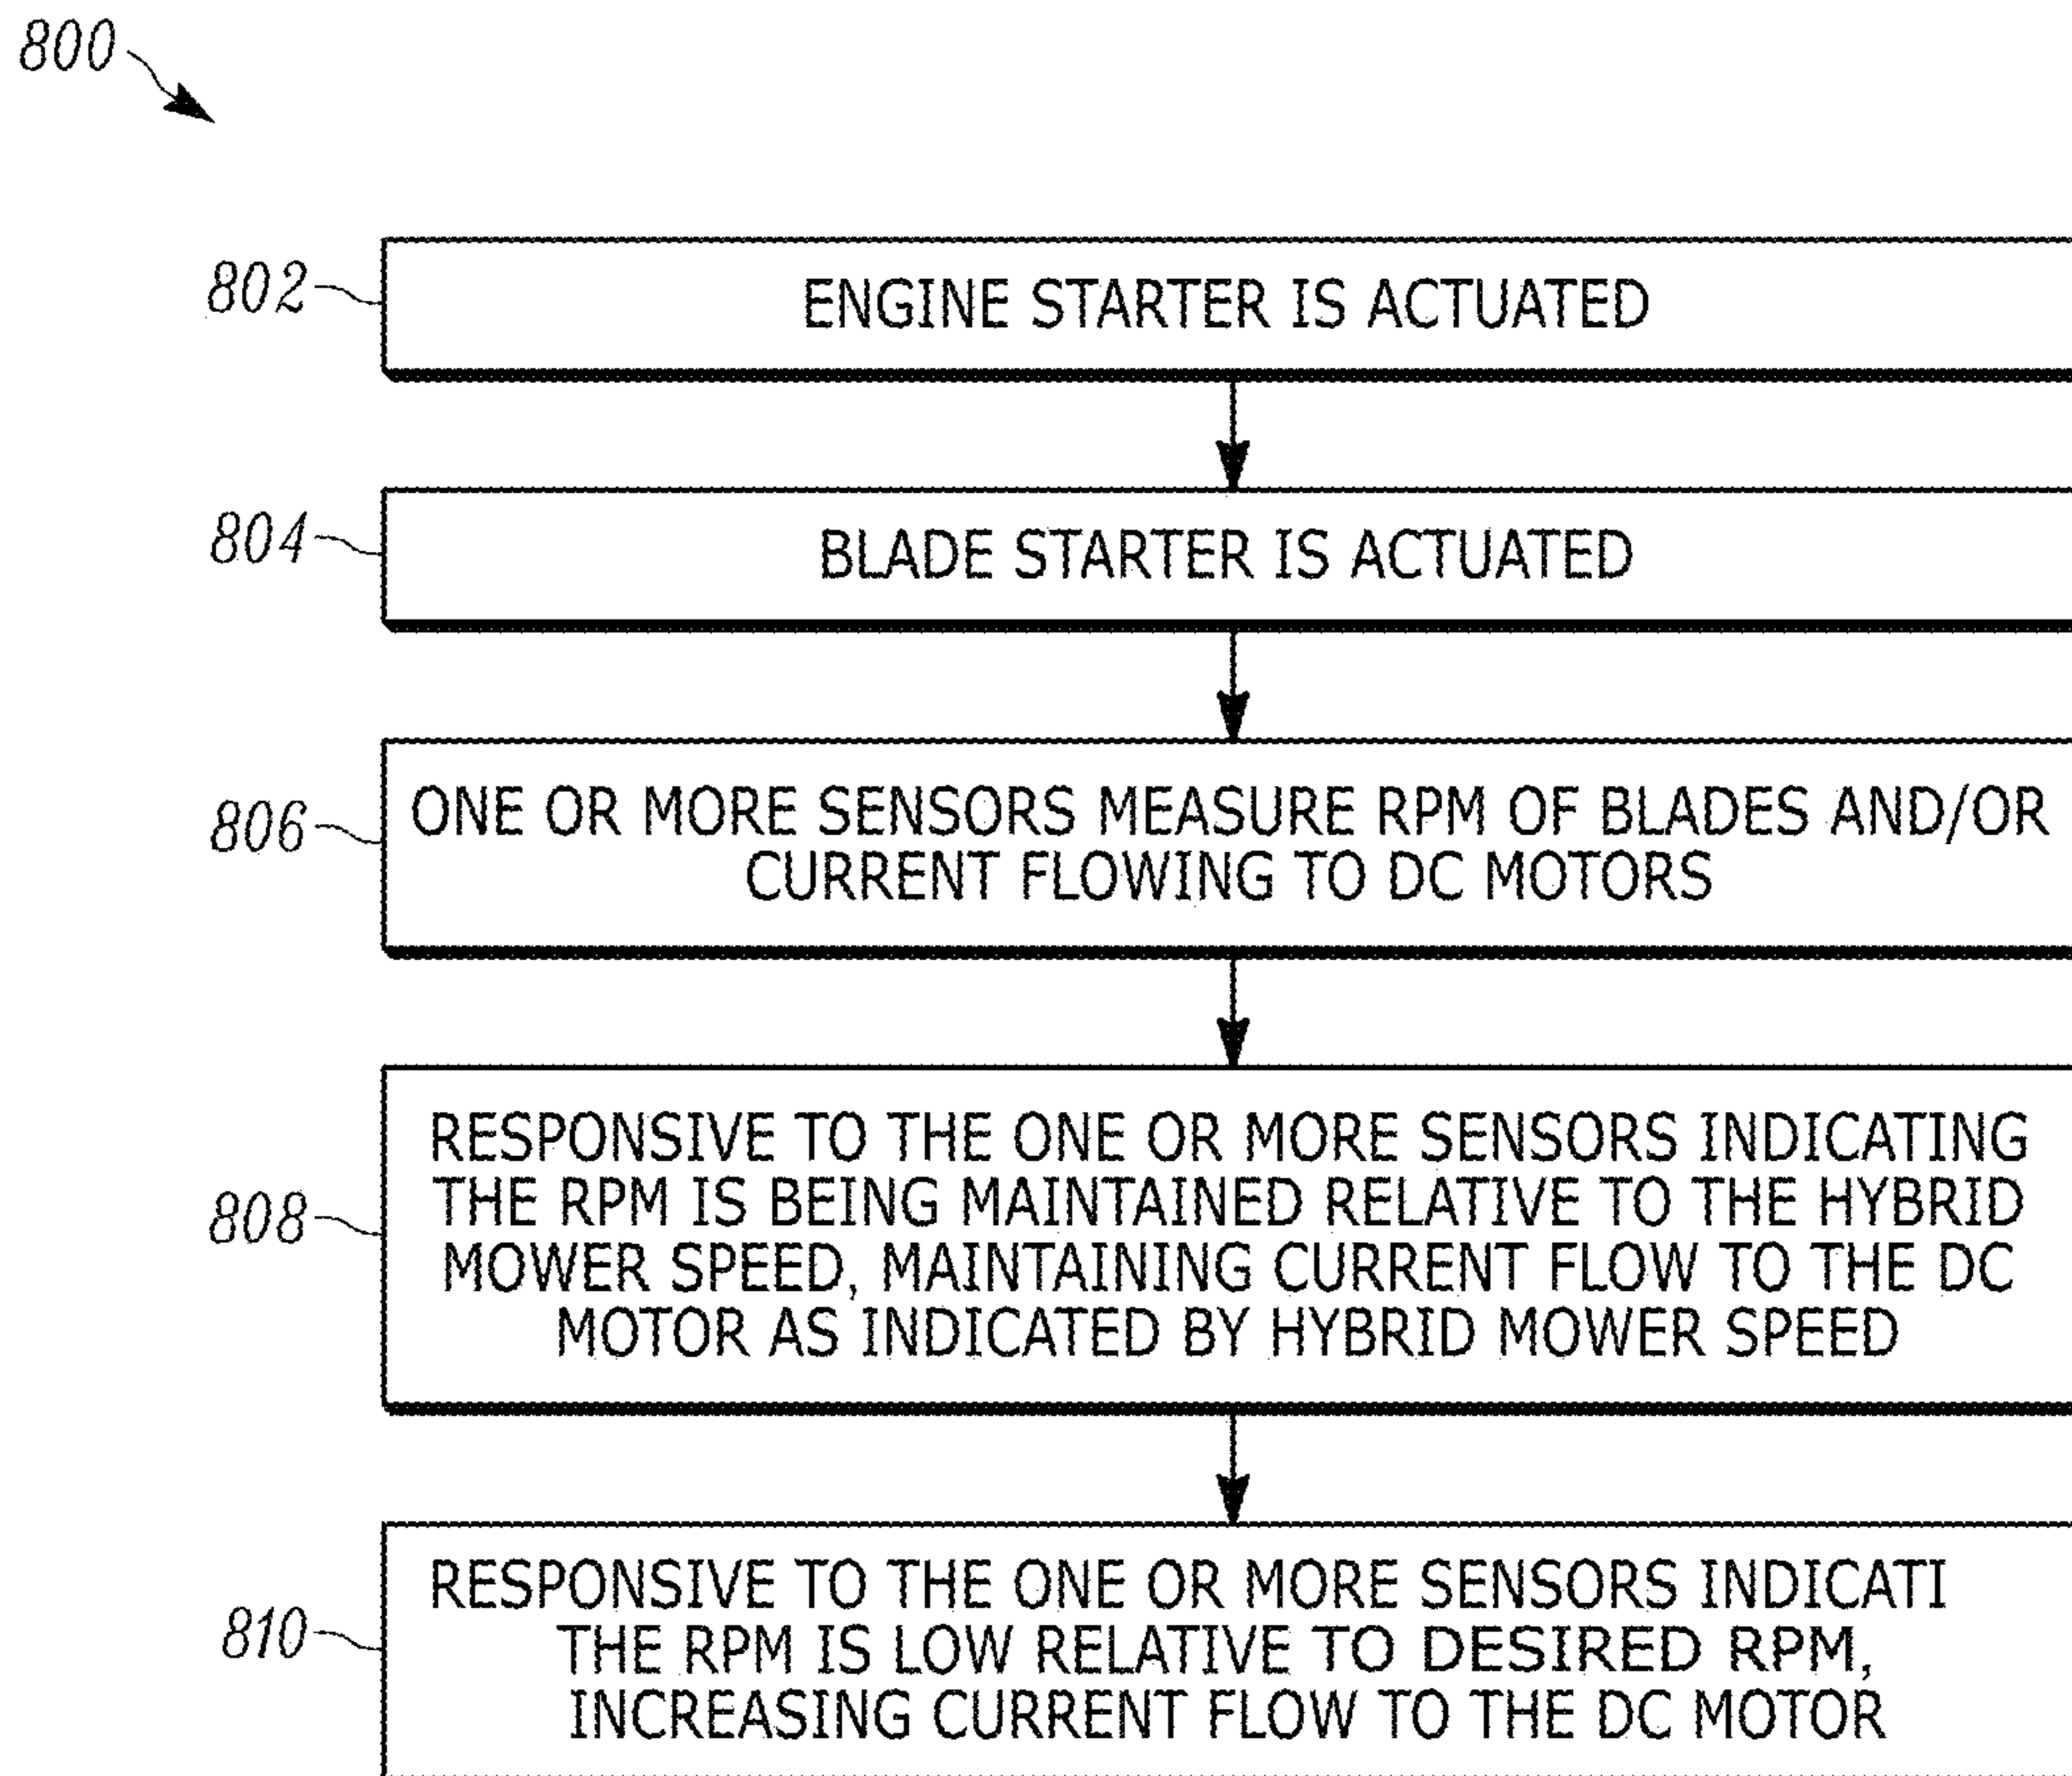 800
802
ENGINE STARTER IS ACTUATED
804
BLADE STARTER IS ACTUATED
806
ONE OR MORE SENSORS MEASURE RPM OF BLADES AND/OR
CURRENT FLOWING TO DC MOTORS
808
RESPONSIVE TO THE ONE OR MORE SENSORS INDICATING
THE RPM IS BEING MAINTAINED RELATIVE TO THE HYBRID
MOWER SPEED, MAINTAINING CURRENT FLOW TO THE DC
MOTOR AS INDICATED BY HYBRID MOWER SPEED
810
RESPONSIVE TO THE ONE OR MORE SENSORS INDICATI
THE RPM IS LOW RELATIVE TO DESIRED RPM,
INCREASING CURRENT FLOW TO THE DC MOTOR